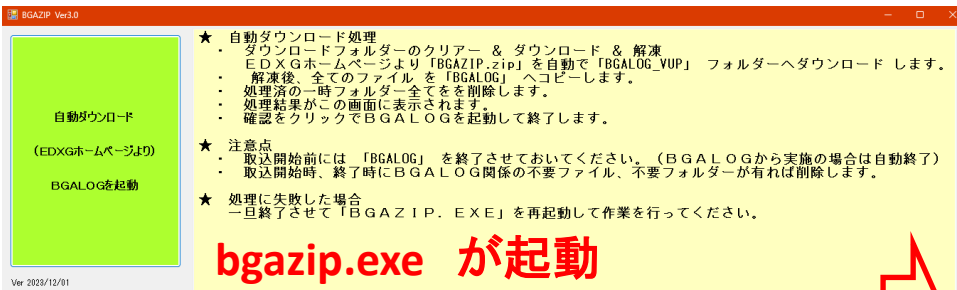 BGAZIP Ver3.0
自動ダウンロード
(EDXGホームページより)
BGALOGを起動
Ver 2023/12/01
★ 自動ダウンロード処理
・ ダウンロードフォルダーのクリアー & ダウンロード & 解凍
EDXGホームページより「BGAZIP.zip」を自動で「BGALOG_VUP」 フォルダーへダウンロード します。
・ 解凍後、全てのファイル を「BGALOG」 へコピーします。
・ 処理済の一時フォルダー全てをを削除します。
・ 処理結果がこの画面に表示されます。
・ 確認をクリックでBGALOGを起動して終了します。
★ 注意点
・ 取込開始前には 「BGALOG」 を終了させておいてください。(BGALOGから実施の場合は自動終了)
・ 取込開始時、終了時にBGALOG関係の不要ファイル、不要フォルダーが有れば削除します。
★ 処理に失敗した場合
一旦終了させて「BGAZIP.EXE」を再起動して作業を行ってください。
bgazip.exe が起動